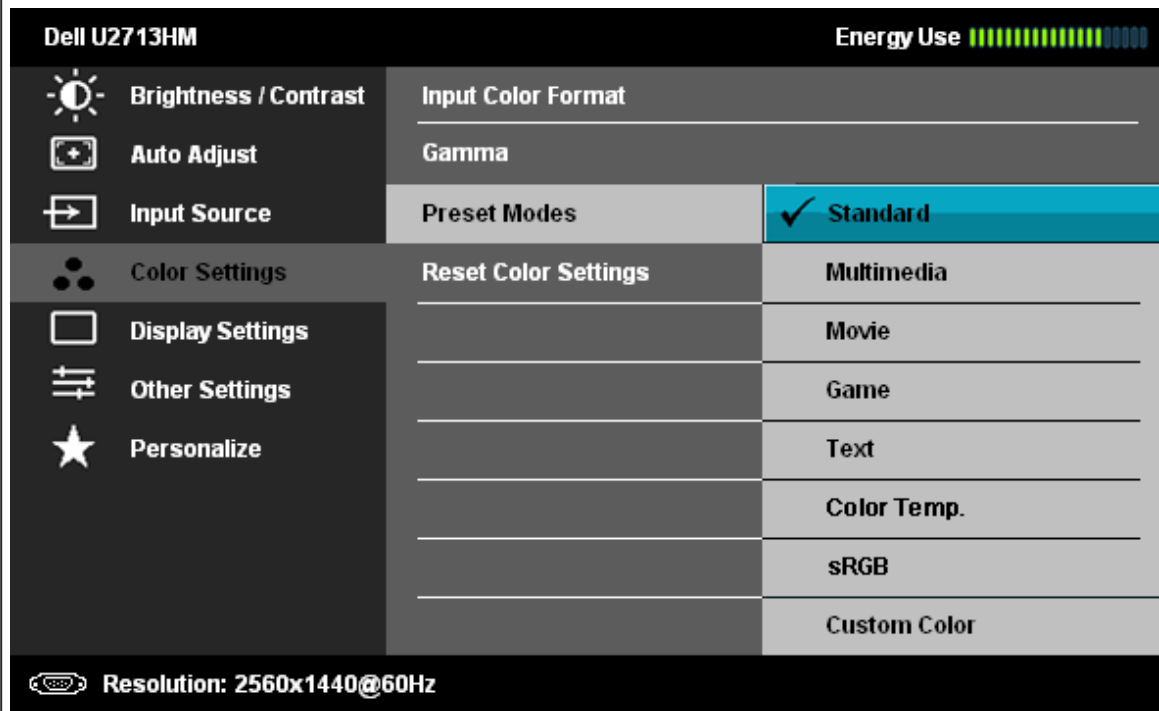 Dell U2713HM Energy Use
Brightness / Contrast Input Color Format
Auto Adjust Gamma
Input Source Preset Modes Standard
Color Settings Reset Color Settings Multimedia
Display Settings Movie
Other Settings Game
Personalize Text
Color Temp.
sRGB
Custom Color
Resolution: 2560x1440@60Hz